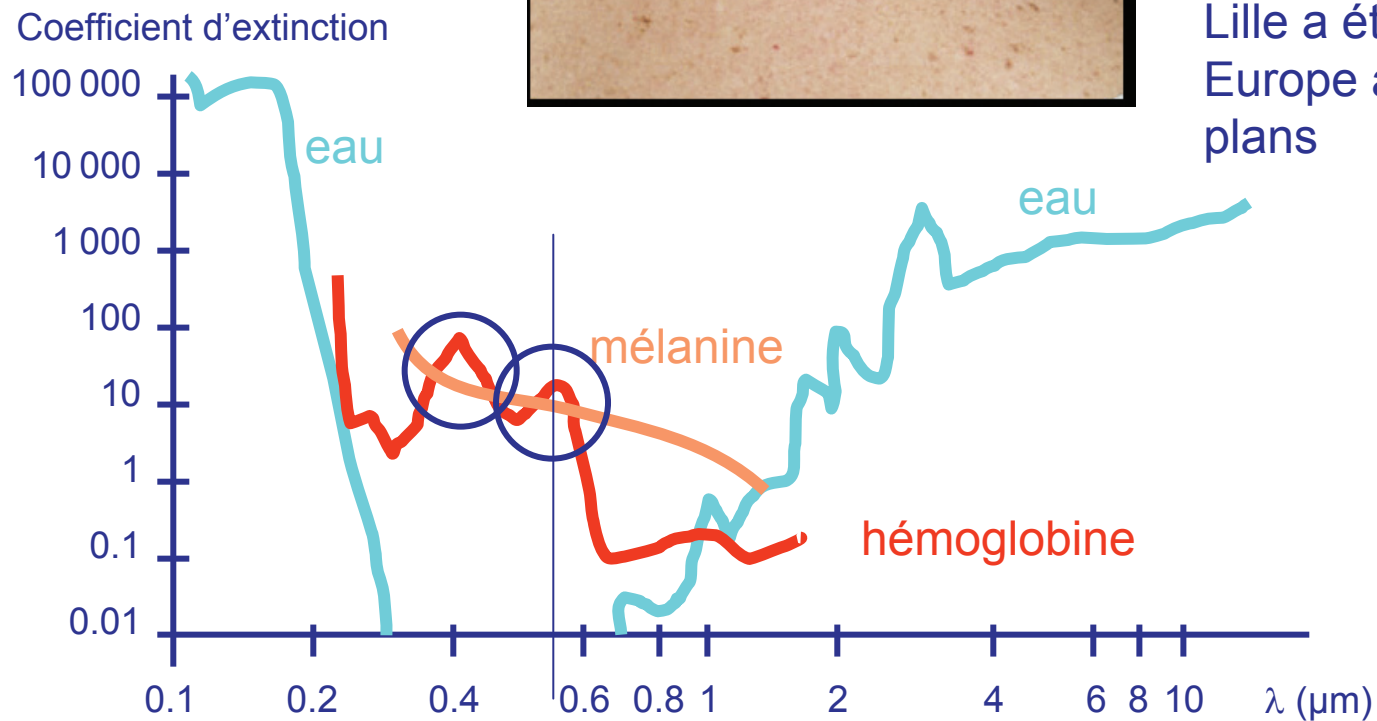 Coefficient d'extinction
Lille a ét
Europe a
plans
100 000
10 000
1 000
100
10
1
0.1
0.01
eau
eau
mélanine
hémoglobine
0.1 0.2 0.4 0.6 0.8 1 2 4 6 8 10 λ (μm)